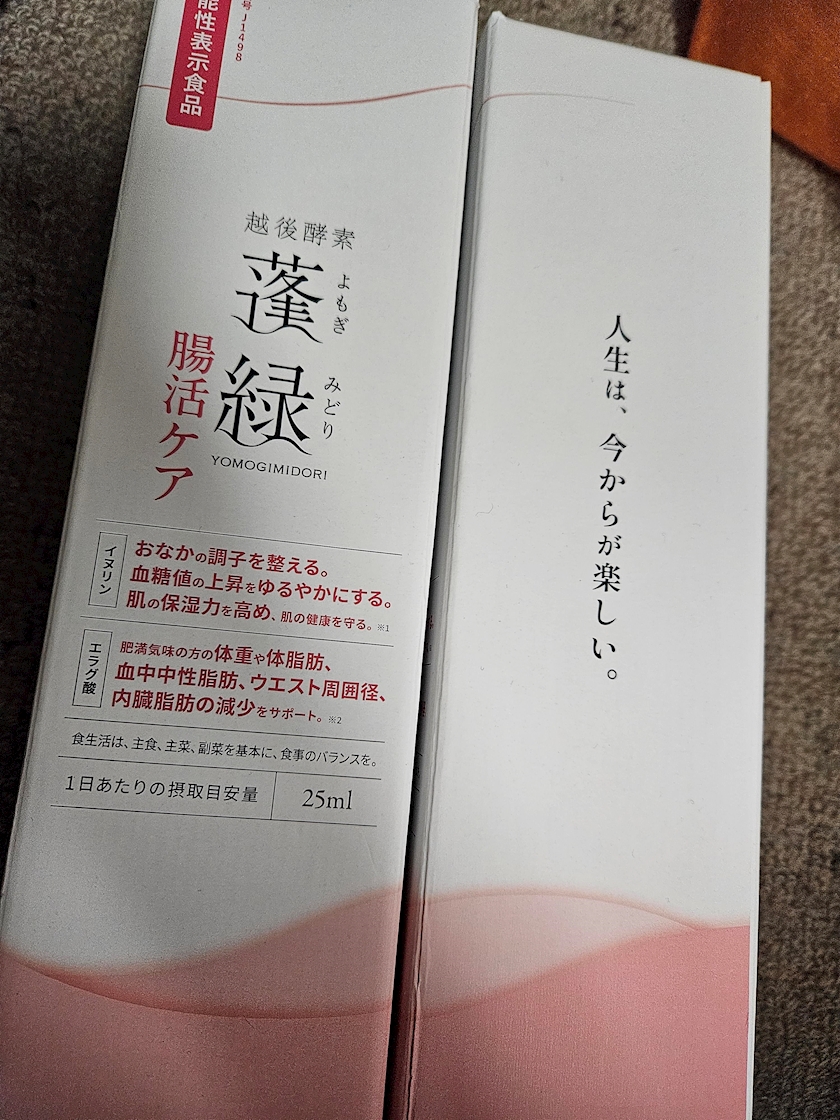 能性表示食品
号 J1498
越後酵素
蓬緑
よもぎ
みどり
腸活ケア
YOMOGIMIDORI
イヌリン
おなかの調子を整える。
血糖値の上昇をゆるやかにする。
肌の保湿力を高め、肌の健康を守る。※1
エラグ酸
肥満気味の方の体重や体脂肪、
血中中性脂肪、ウエスト周囲径、
内臓脂肪の減少をサポート。※2
食生活は、主食、主菜、副菜を基本に、食事のバランスを。
1日あたりの摂取目安量
25ml
人生は、今からが楽しい。